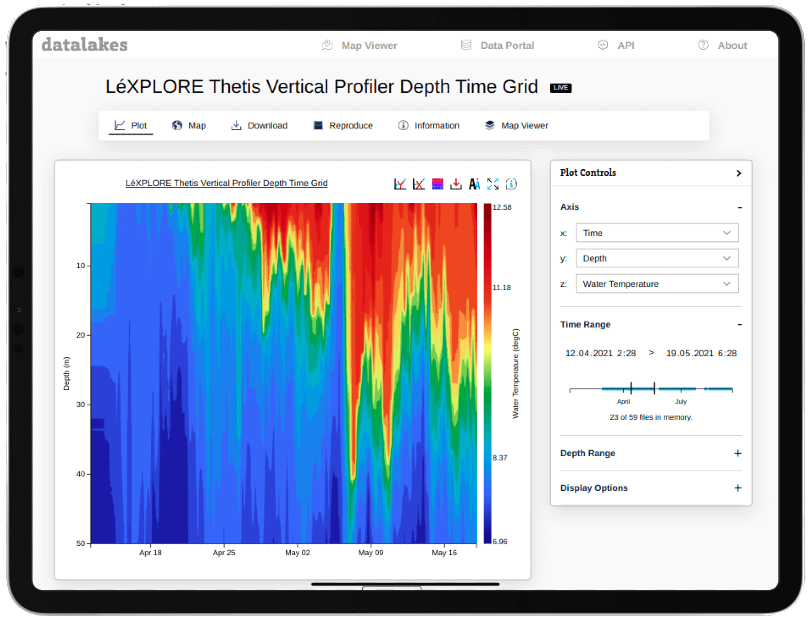 datalakes
Map Viewer
Data Portal
API
About
LéXPLORE Thetis Vertical Profiler Depth Time Grid LIVE
Plot
Map
Download
Reproduce
Information
Map Viewer
LéXPLORE Thetis Vertical Profiler Depth Time Grid
Depth (m)
10
20
30
40
50
Apr 18
Apr 25
May 02
May 09
May 16
12.58
11.18
8.37
6.96
Water Temperature (degC)
Plot Controls
Axis
x: Time
y: Depth
z: Water Temperature
Time Range
12.04.2021 2:28 > 19.05.2021 6:28
April
July
23 of 59 files in memory.
Depth Range
Display Options